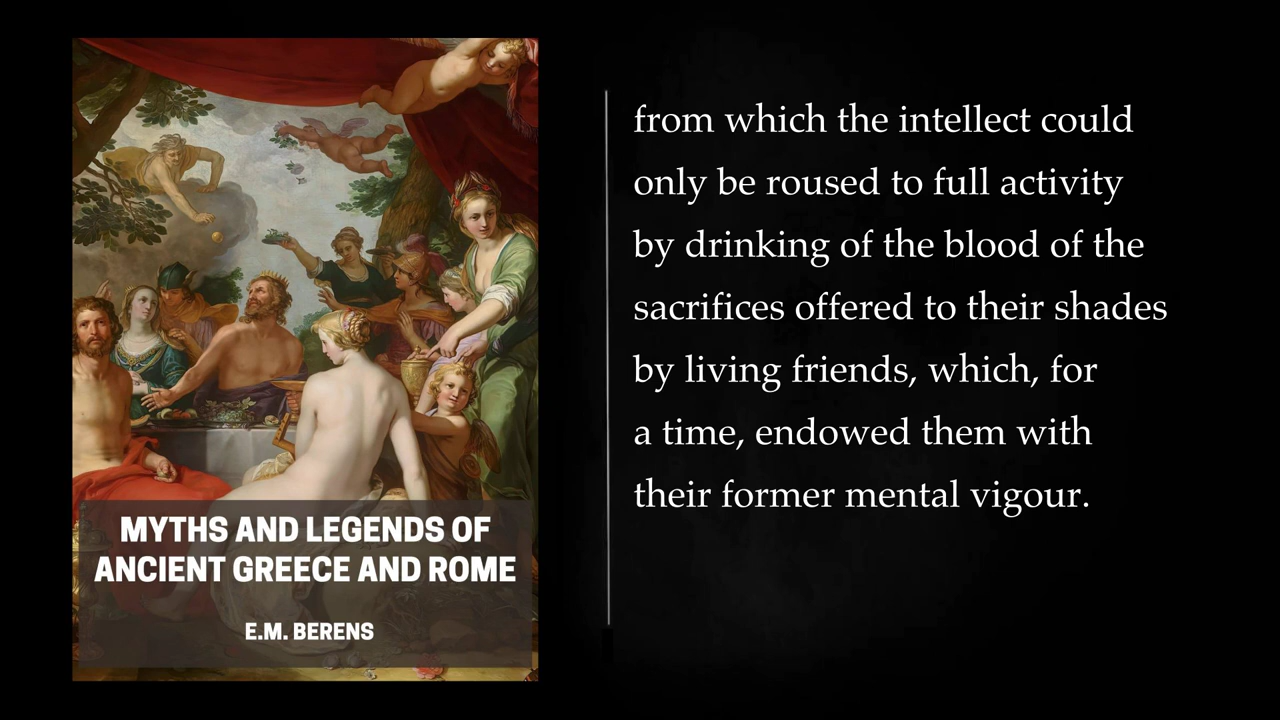 MYTHS AND LEGENDS OF
ANCIENT GREECE AND ROME
E.M. BERENS
from which the intellect could
only be roused to full activity
by drinking of the blood of the
sacrifices offered to their shades
by living friends, which, for
a time, endowed them with
their former mental vigour.